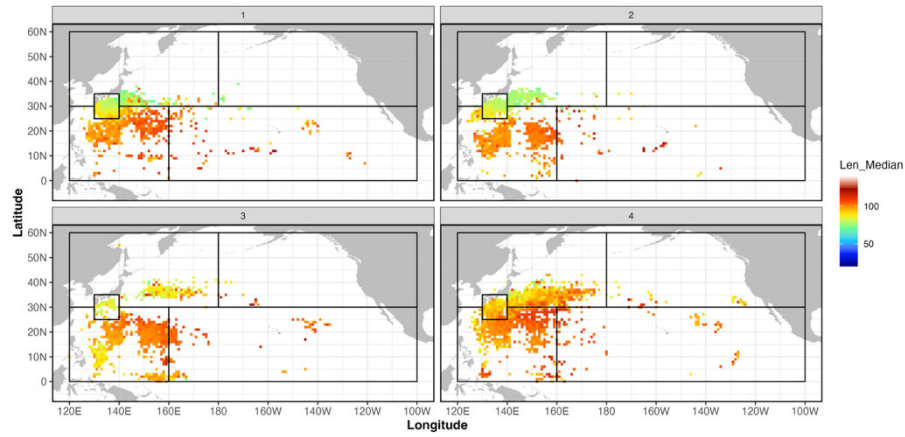 1
2
60N
50N
40N
30N
20N
10N
0
3
4
60N
50N
40N
30N
20N
10N
0
120E 140E 160E 180 160W 140W 120W 100W 120E 140E 160E 180 160W 140W 120W 100W
Longitude
Latitude
Len_Median
100
50